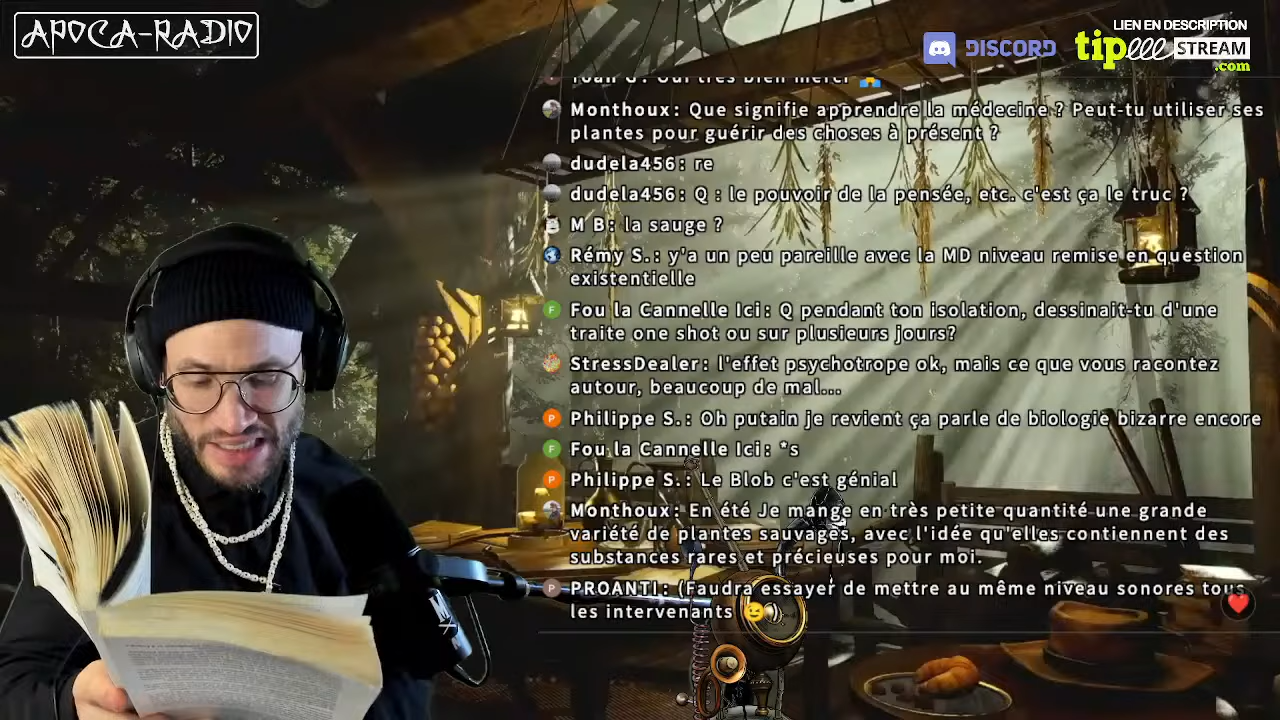 APOCA-RADIO
LIEN EN DESCRIPTION
DISCORD
tipeee STREAM
.com
Yoan G: Oui très bien merci
Monthoux: Que signifie apprendre la médecine ? Peut-tu utiliser ses
plantes pour guérir des choses à présent ?
dudela456: re
dudela456: Q : le pouvoir de la pensée, etc. c'est ça le truc ?
M B: la sauge ?
Rémy S.: y'a un peu pareille avec la MD niveau remise en question
existentielle
F
Fou la Cannelle Ici: Q pendant ton isolation, dessinait-tu d'une
traite one shot ou sur plusieurs jours?
StressDealer: l'effet psychotrope ok, mais ce que vous racontez
autour, beaucoup de mal...
P
Philippe S.: Oh putain je revient ça parle de biologie bizarre encore
F
Fou la Cannelle Ici: *s
P
Philippe S.: Le Blob c'est génial
Monthoux: En été Je mange en très petite quantité une grande
variété de plantes sauvages, avec l'idée qu'elles contiennent des
substances rares et précieuses pour moi.
P
PROANTI: (Faudra essayer de mettre au même niveau sonores tous
les intervenants